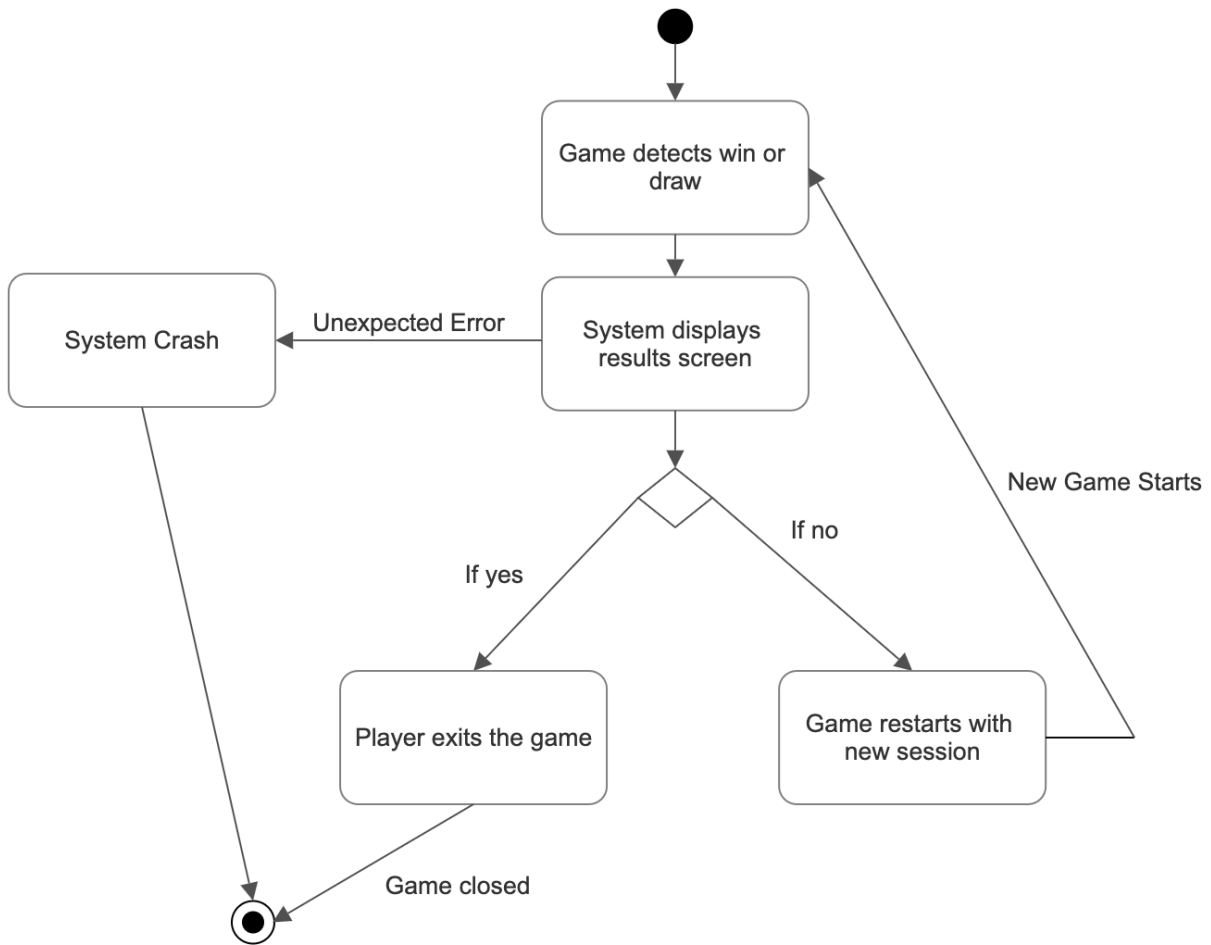 Game detects win or
draw
Unexpected Error
System Crash
System displays
results screen
New Game Starts
If no
If yes
Player exits the game
Game restarts with
new session
Game closed